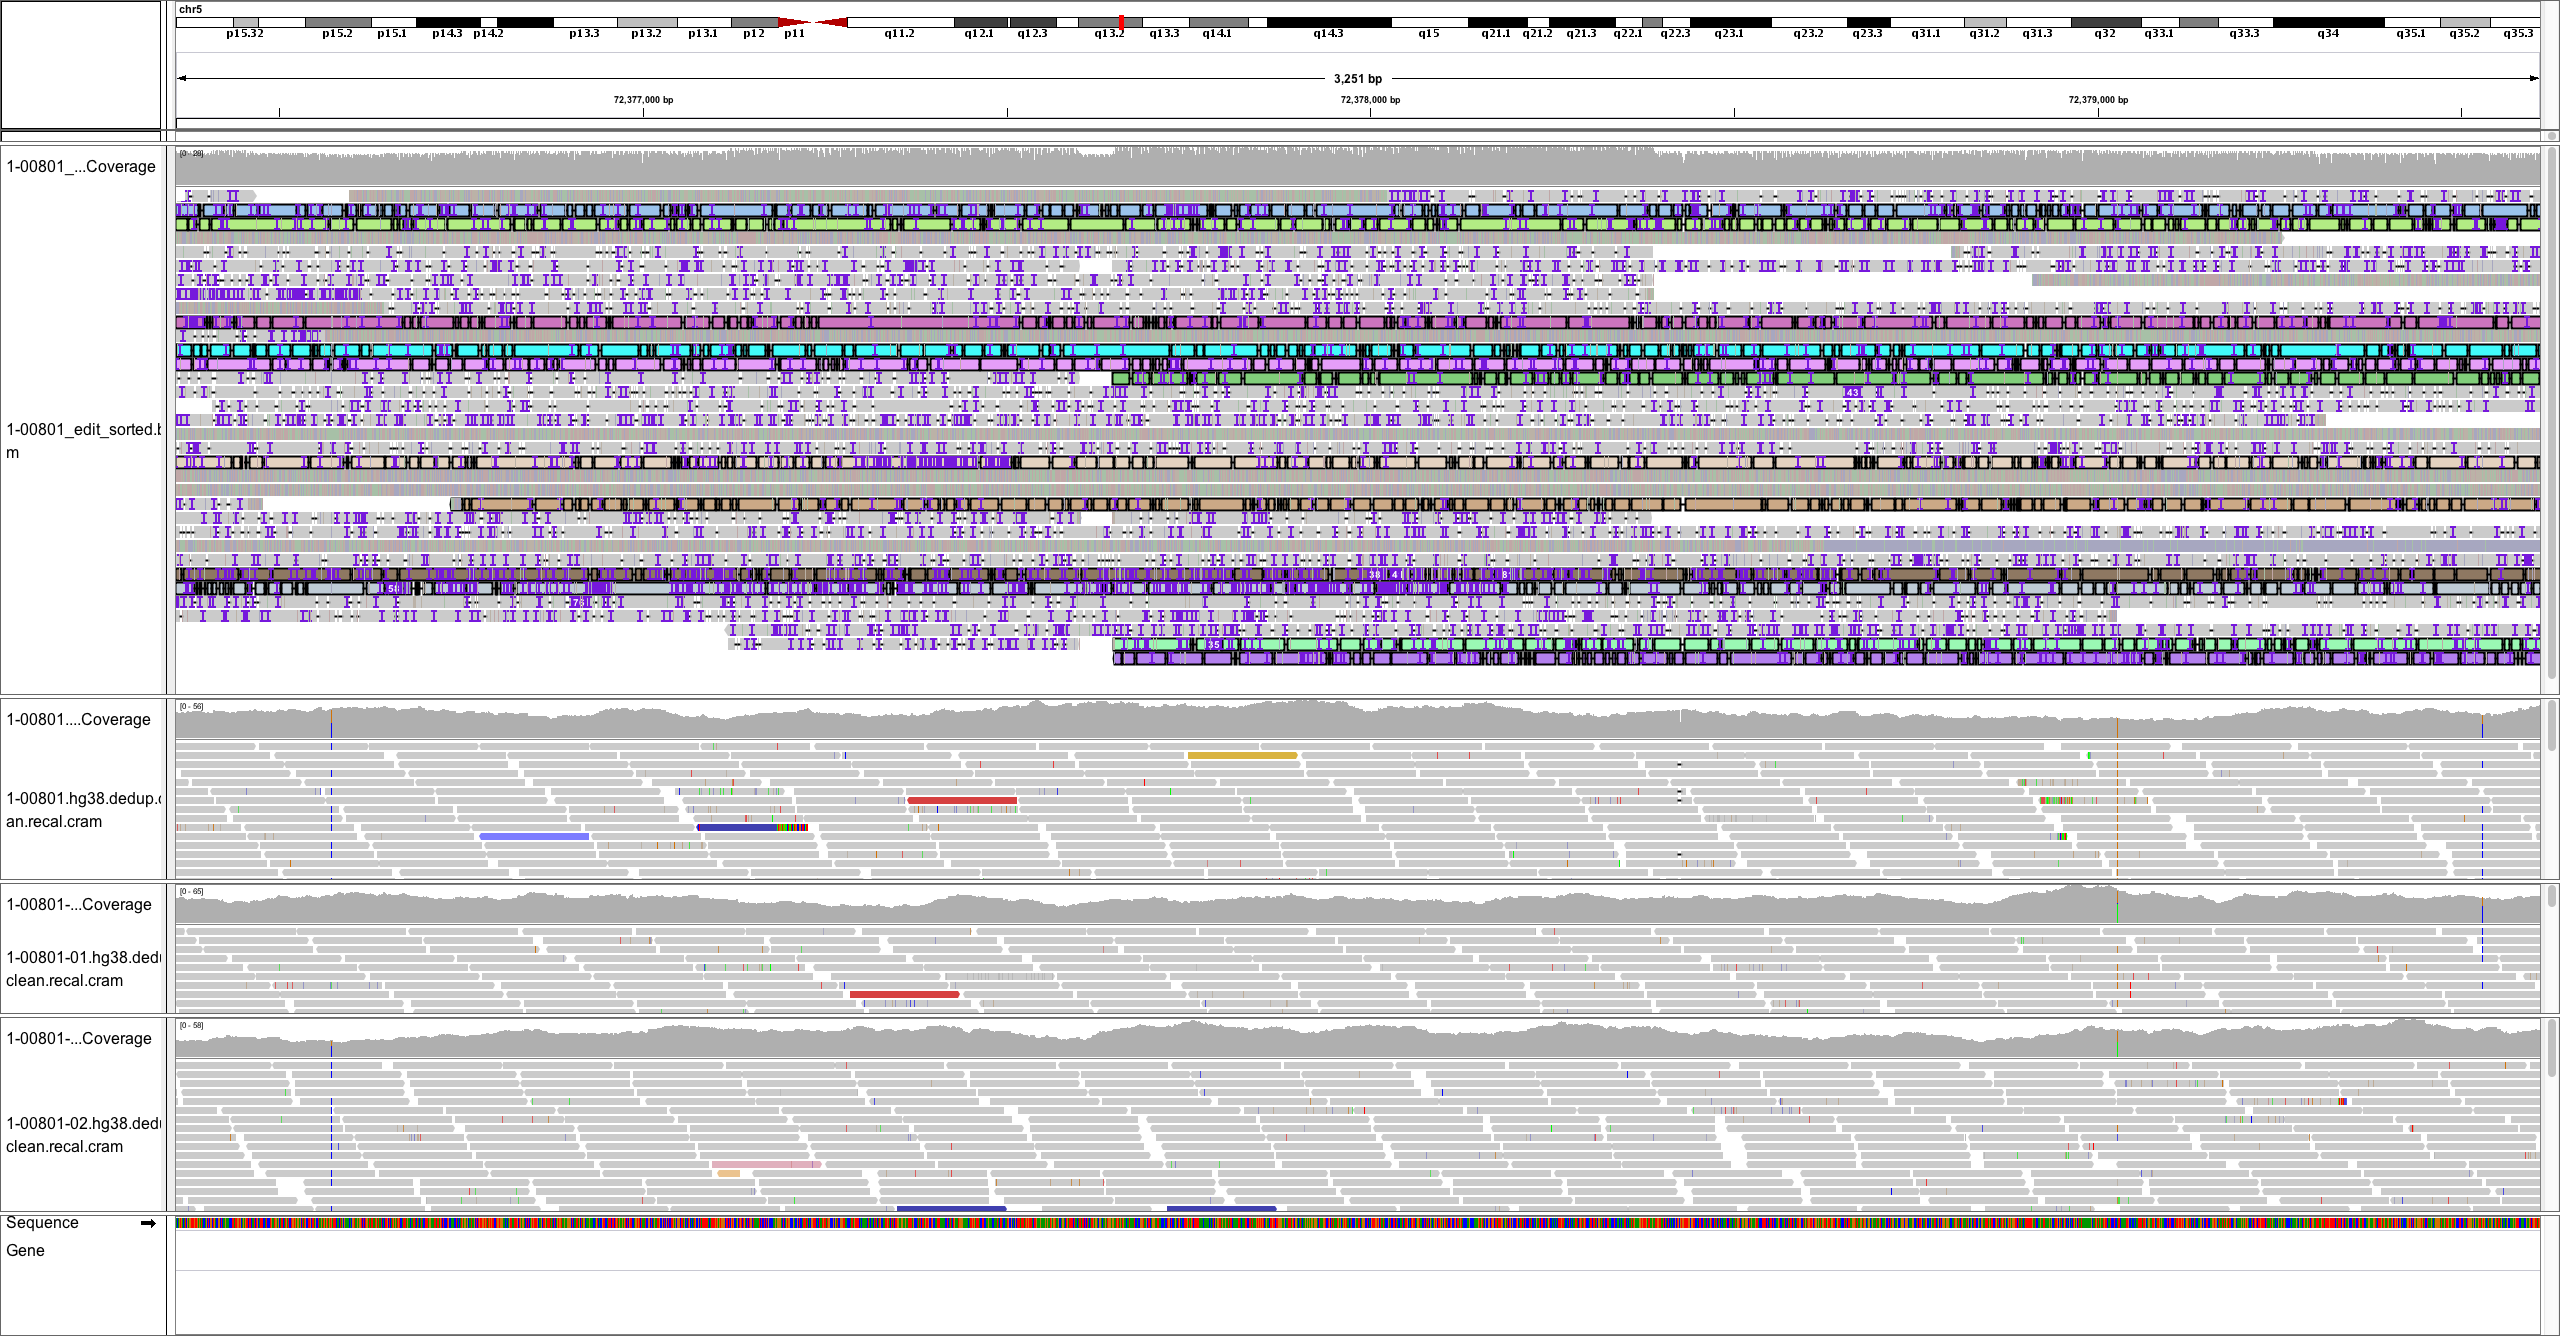 chr5
p15.32 p15.2 p15.1 p14.3 p14.2 p13.3 p13.2 p13.1 p12 p11 q11.2 q12.1 q12.3 q13.2 q13.3 q14.1 q14.3 q15 q21.1 q21.2 q21.3 q22.1 q22.3 q23.1 q23.2 q23.3 q31.1 q31.2 q31.3 q32 q33.1 q33.3 q34 q35.1 q35.2 q35.3
3,251 bp
72,377,000 bp 72,378,000 bp 72,379,000 bp
1-00801_...Coverage
[0 - 28]
1-00801_edit_sorted.b
m
1-00801....Coverage
[0 - 56]
1-00801.hg38.dedup.c
an.recal.cram
1-00801-...Coverage
[0 - 65]
1-00801-01.hg38.dedu
clean.recal.cram
1-00801-...Coverage
[0 - 58]
1-00801-02.hg38.dedu
clean.recal.cram
Sequence
Gene